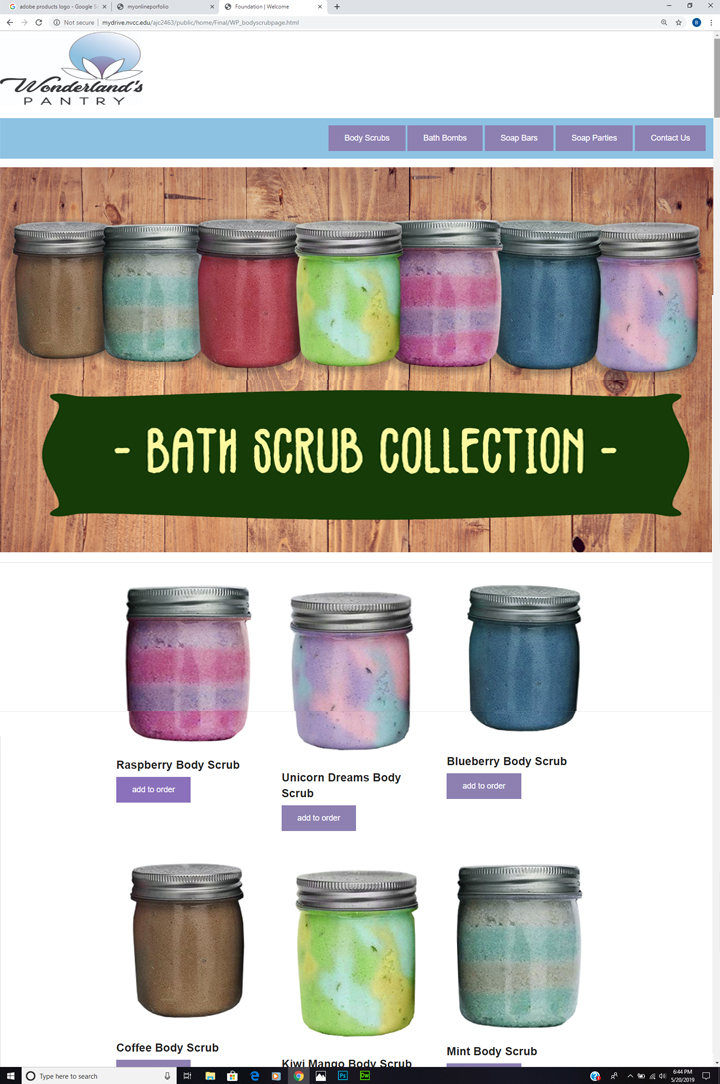 adobe products logo - Google S
myonlineporfolio
Foundation | Welcome
Not secure | mydrive.mvcc.edu/ajc2463/public/home/Final/WP_bodyscrubpage.html
Wonderland's
PANTRY
Body Scrubs
Bath Bombs
Soap Bars
Soap Parties
Contact Us
- BATH SCRUB COLLECTION -
Raspberry Body Scrub
add to order
Unicorn Dreams Body
Scrub
add to order
Blueberry Body Scrub
add to order
Coffee Body Scrub
Kiwi Mango Body Scrub
Mint Body Scrub
Type here to search
Ps
Dw
6:44 PM
5/20/2019